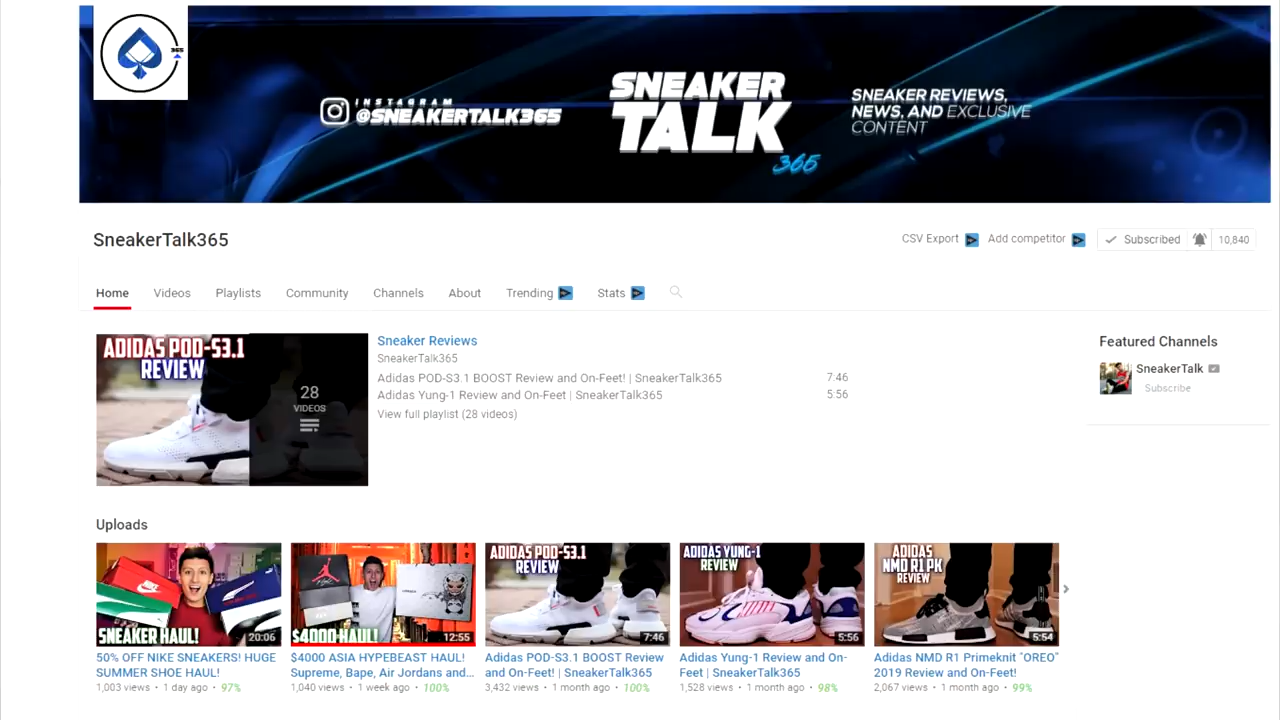 365
INSTAGRAM
@SNEAKERTALK365
SNEAKER
TALK
365
SNEAKER REVIEWS,
NEWS, AND EXCLUSIVE
CONTENT
SneakerTalk365
CSV Export
Add competitor
Subscribed
10,840
Home
Videos
Playlists
Community
Channels
About
Trending
Stats
ADIDAS POD-S3.1
REVIEW
28
VIDEOS
Sneaker Reviews
SneakerTalk365
Adidas POD-S3.1 BOOST Review and On-Feet! | SneakerTalk365 7:46
Adidas Yung-1 Review and On-Feet | SneakerTalk365 5:56
View full playlist (28 videos)
Featured Channels
SneakerTalk
Subscribe
Uploads
SNEAKER HAUL!
20:06
50% OFF NIKE SNEAKERS! HUGE
SUMMER SHOE HAUL!
1,003 views • 1 day ago • 97%
$4000 HAUL!
12:55
$4000 ASIA HYPEBEAST HAUL!
Supreme, Bape, Air Jordans and...
1,040 views • 1 week ago • 100%
ADIDAS POD-S3.1
REVIEW
7:46
Adidas POD-S3.1 BOOST Review
and On-Feet! | SneakerTalk365
3,432 views • 1 month ago • 100%
ADIDAS YUNG-1
REVIEW
5:56
Adidas Yung-1 Review and On-
Feet | SneakerTalk365
1,528 views • 1 month ago • 98%
ADIDAS
NMD R1 PK
REVIEW
5:54
Adidas NMD R1 Primeknit "OREO"
2019 Review and On-Feet!
2,067 views • 1 month ago • 99%